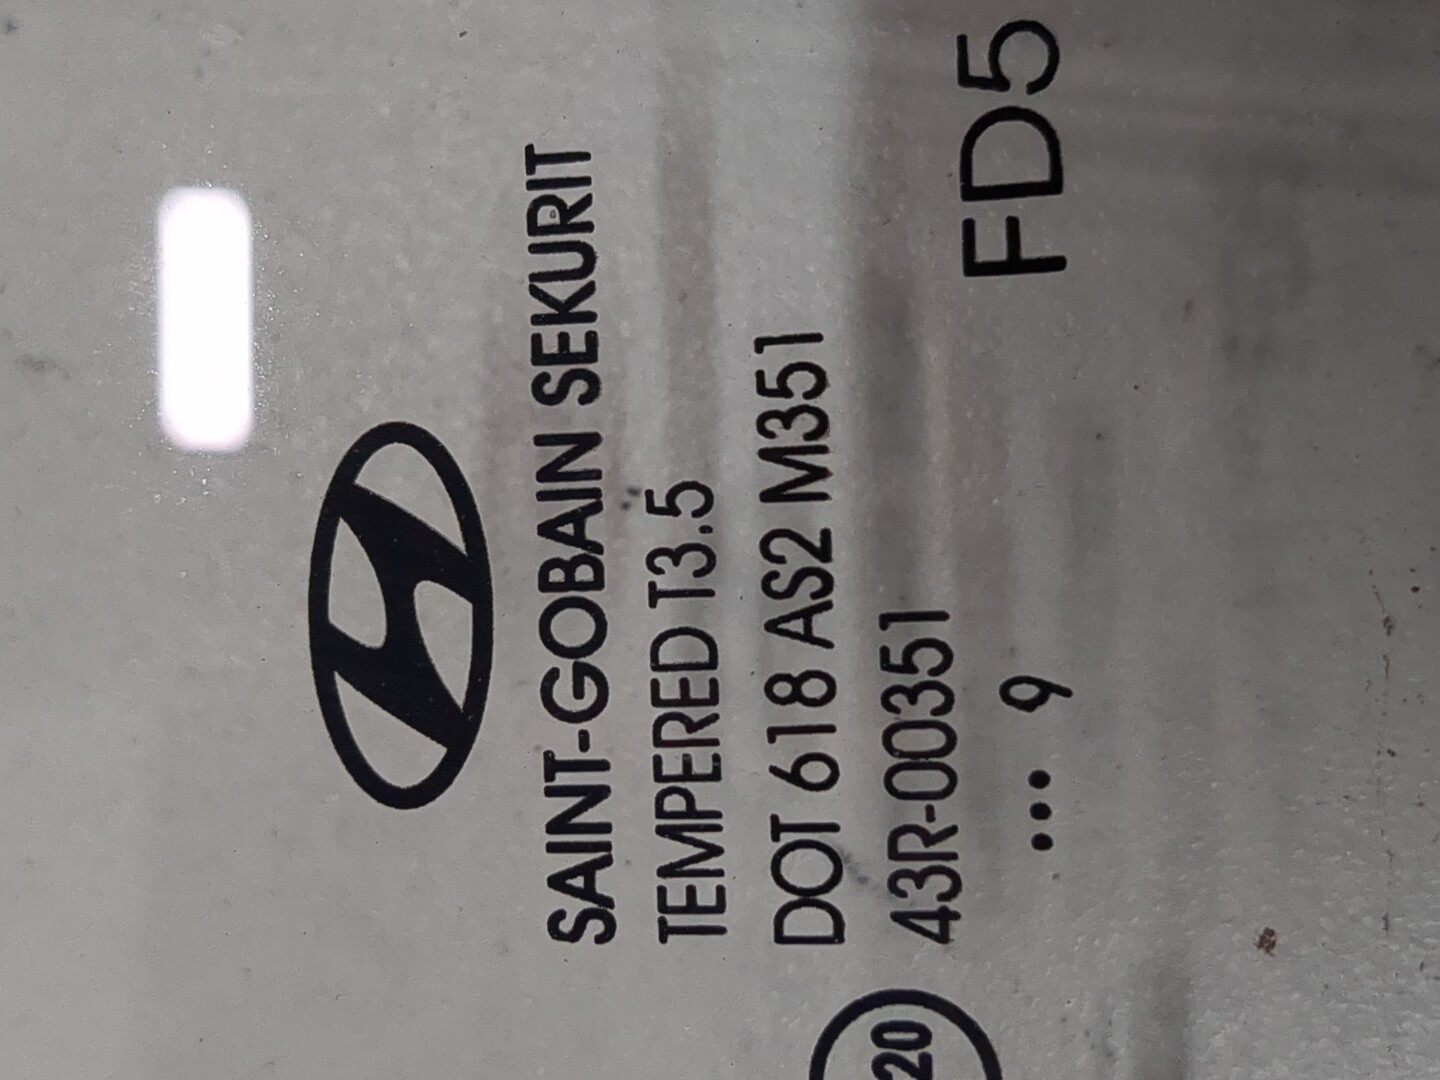 SAINT-GOBAIN SEKURIT
TEMPERED T3.5
DOT 618 AS2 M351
43R-00351
20
... 9
FD5